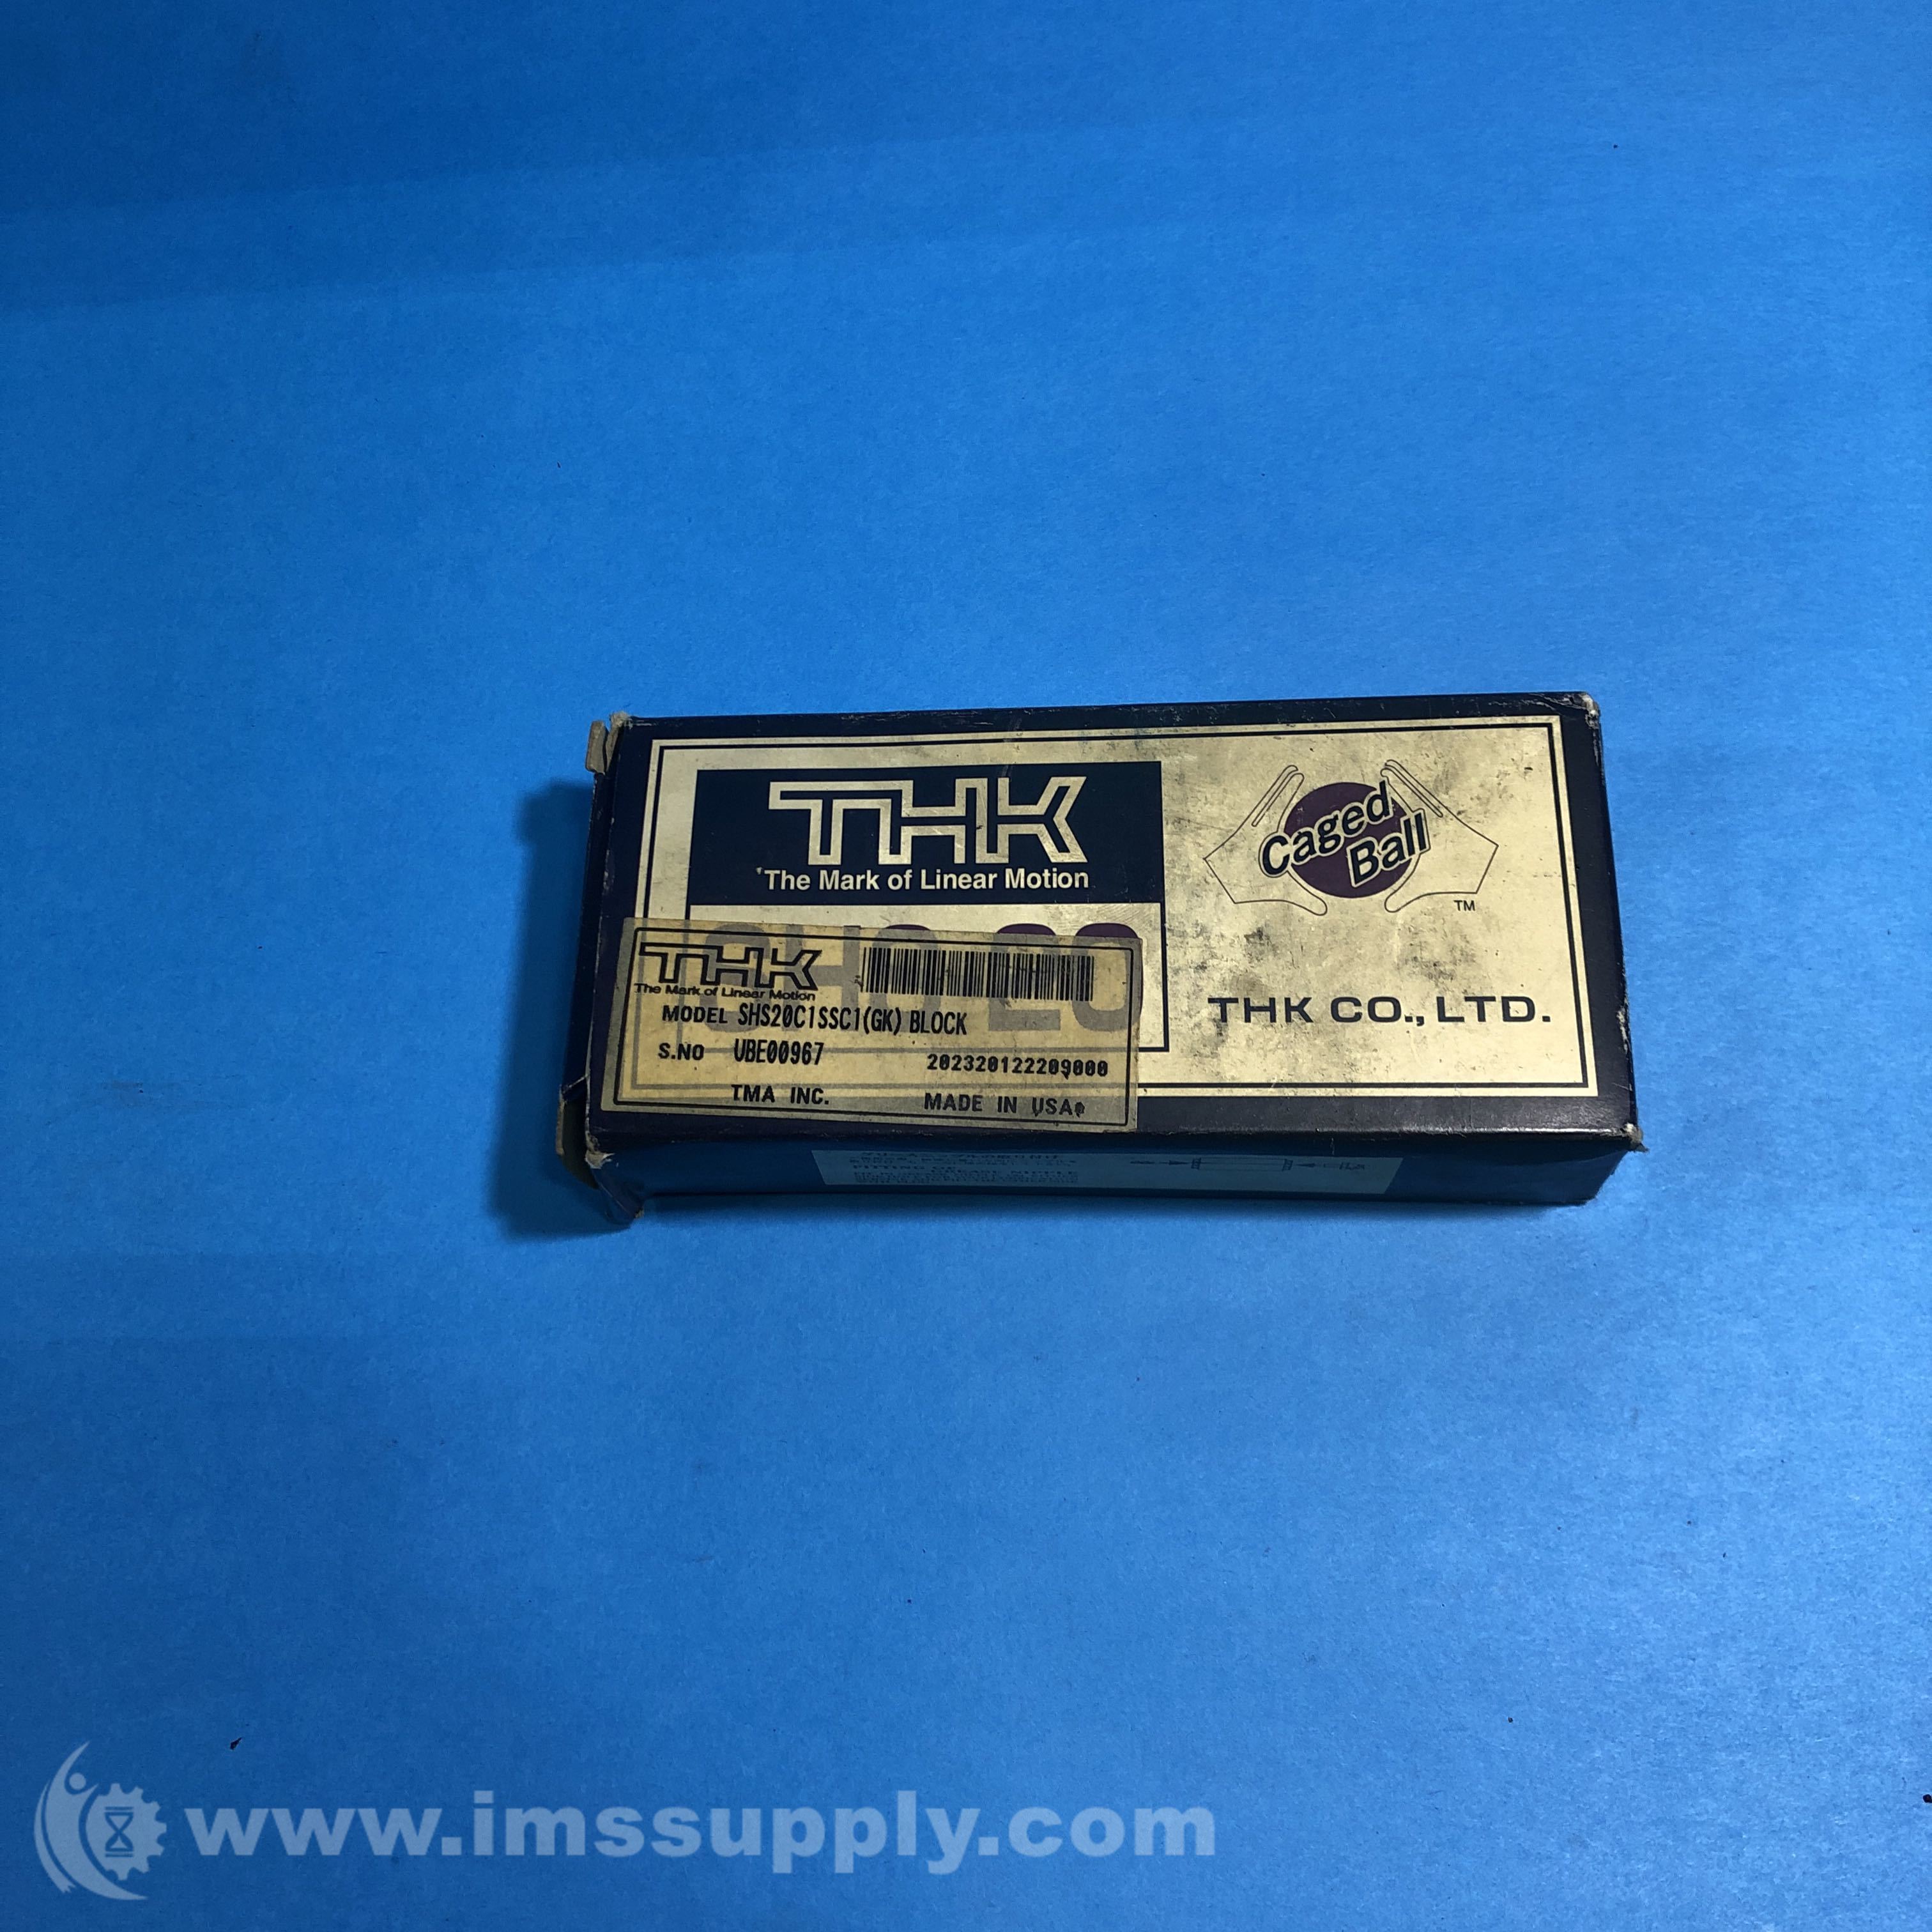 THK
The Mark of Linear Motion
Caged
Ball
TM
THK CO., LTD.
THK
The Mark of Linear Motion
MODEL SHS20C1SSC1(GK) BLOCK
S.NO UBE00967
202320122209000
TMA INC. MADE IN USA
www.imssupply.com